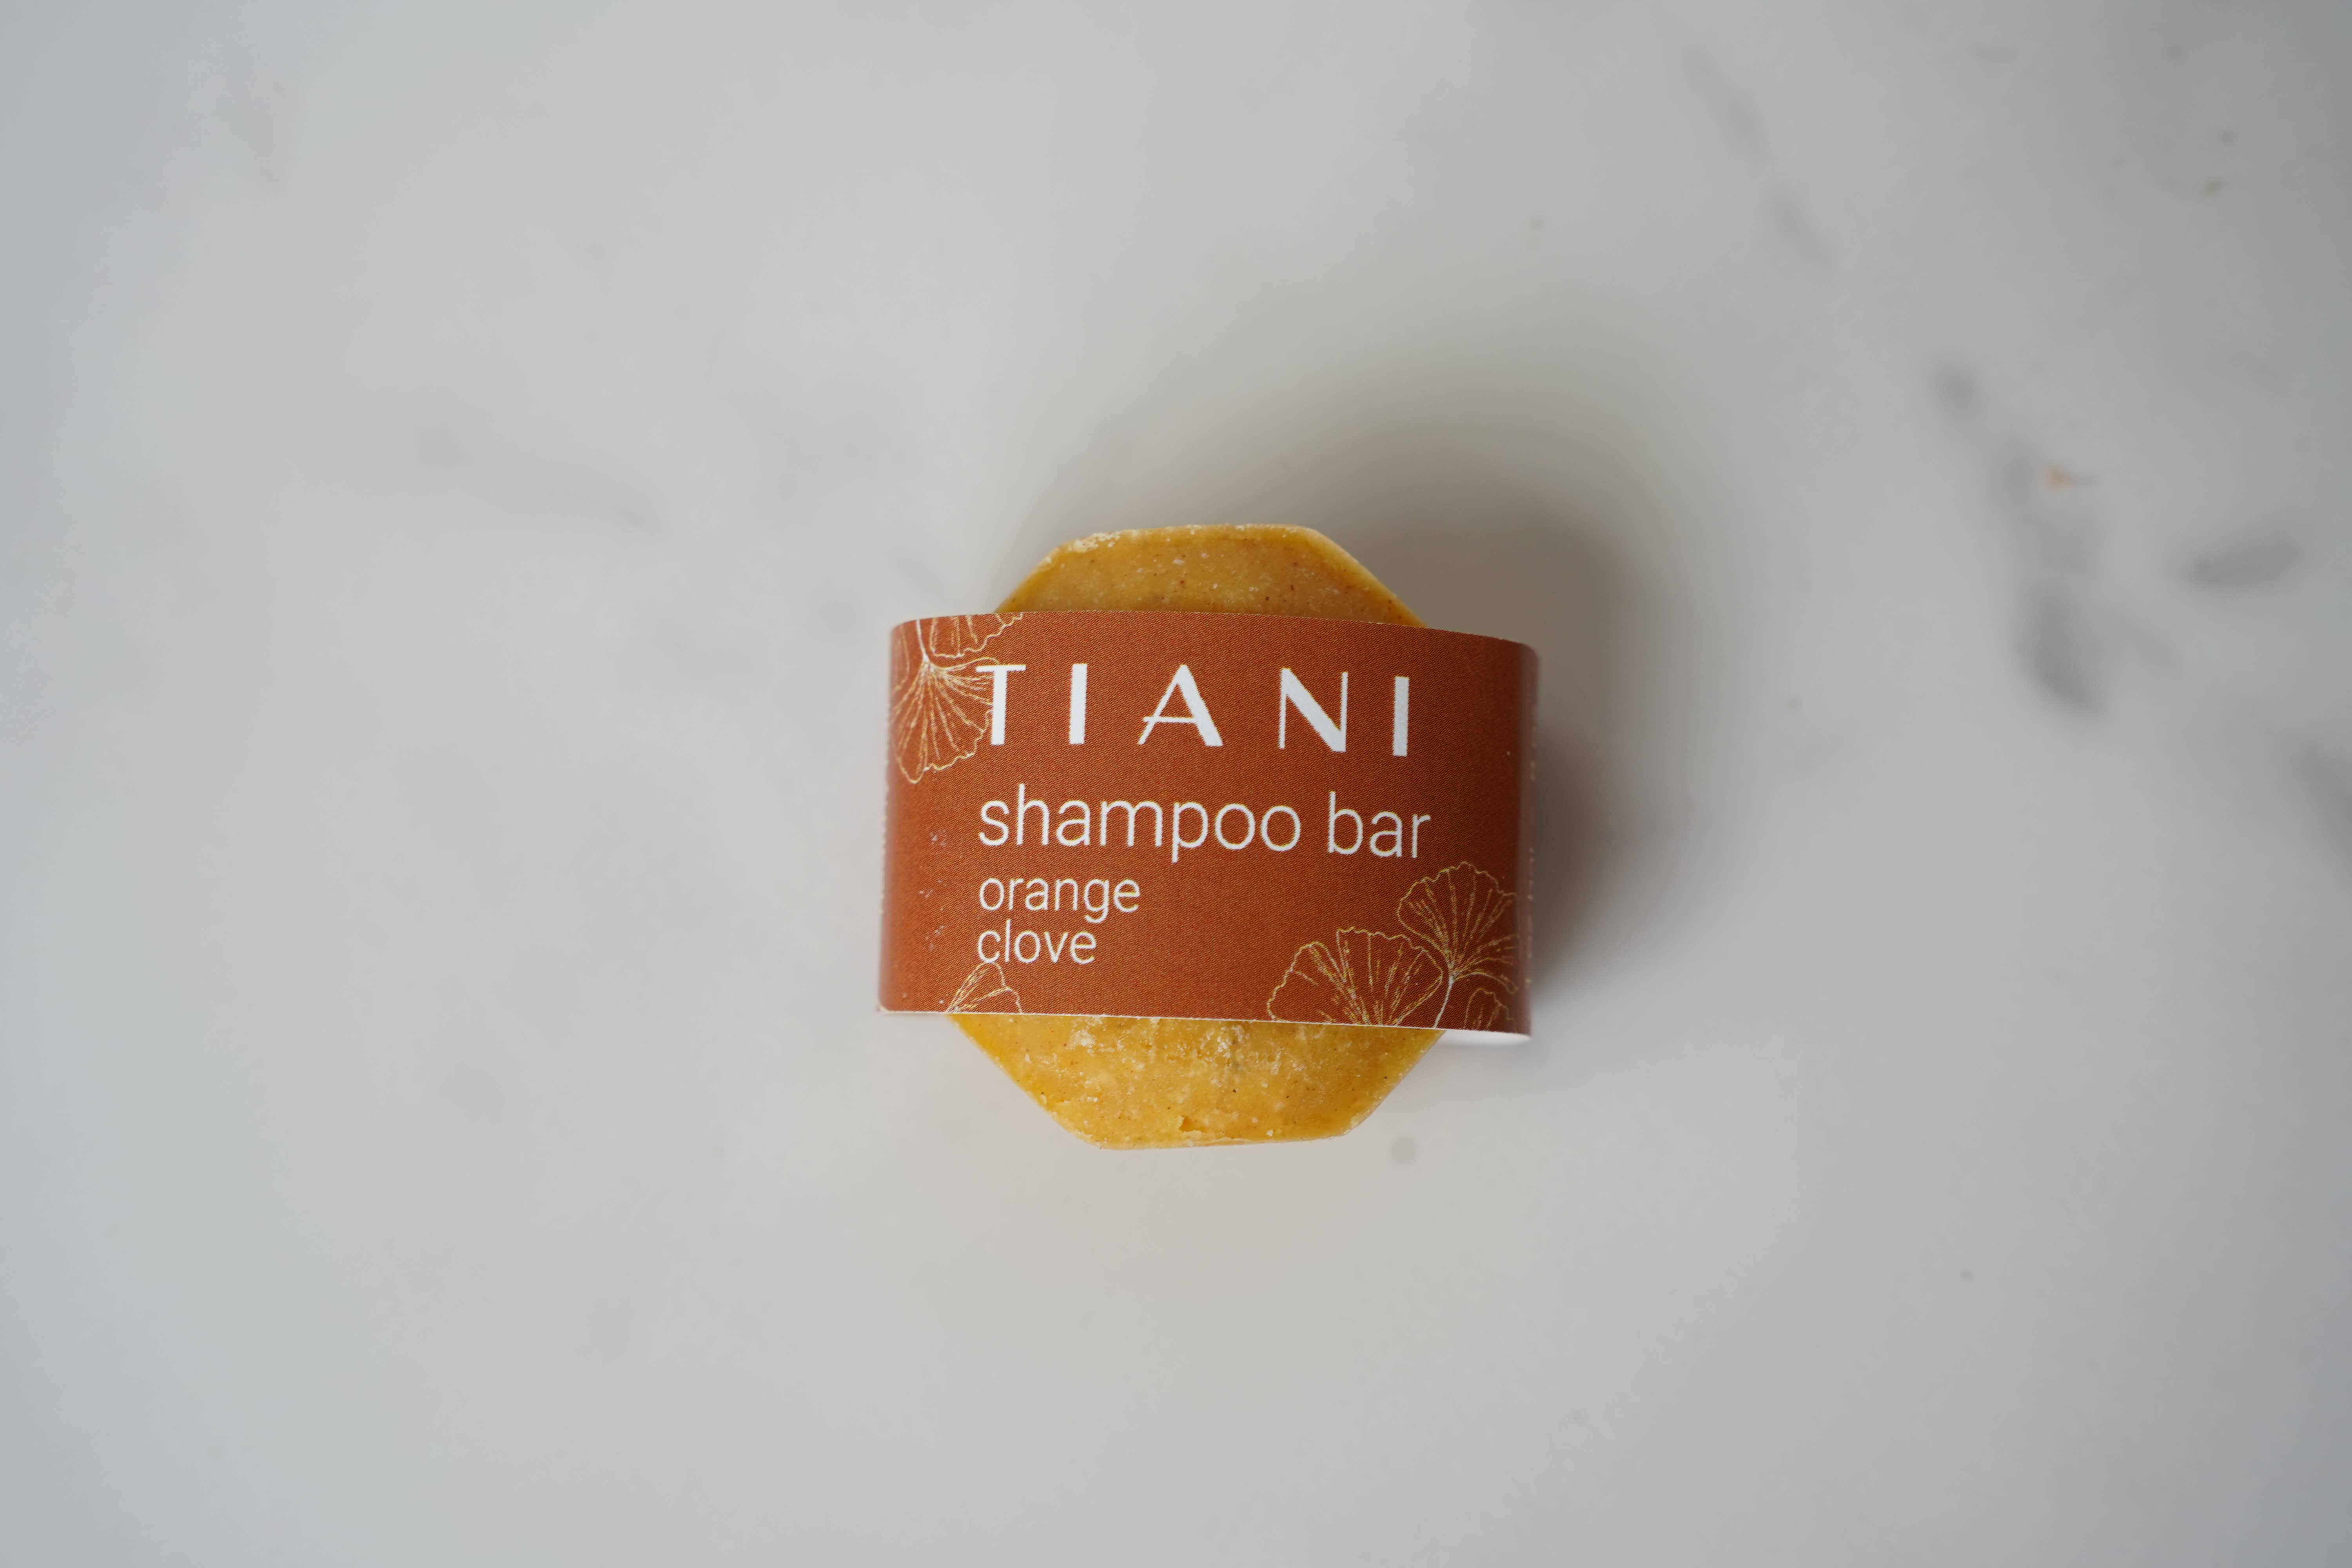 TIANI
shampoo bar
orange
clove